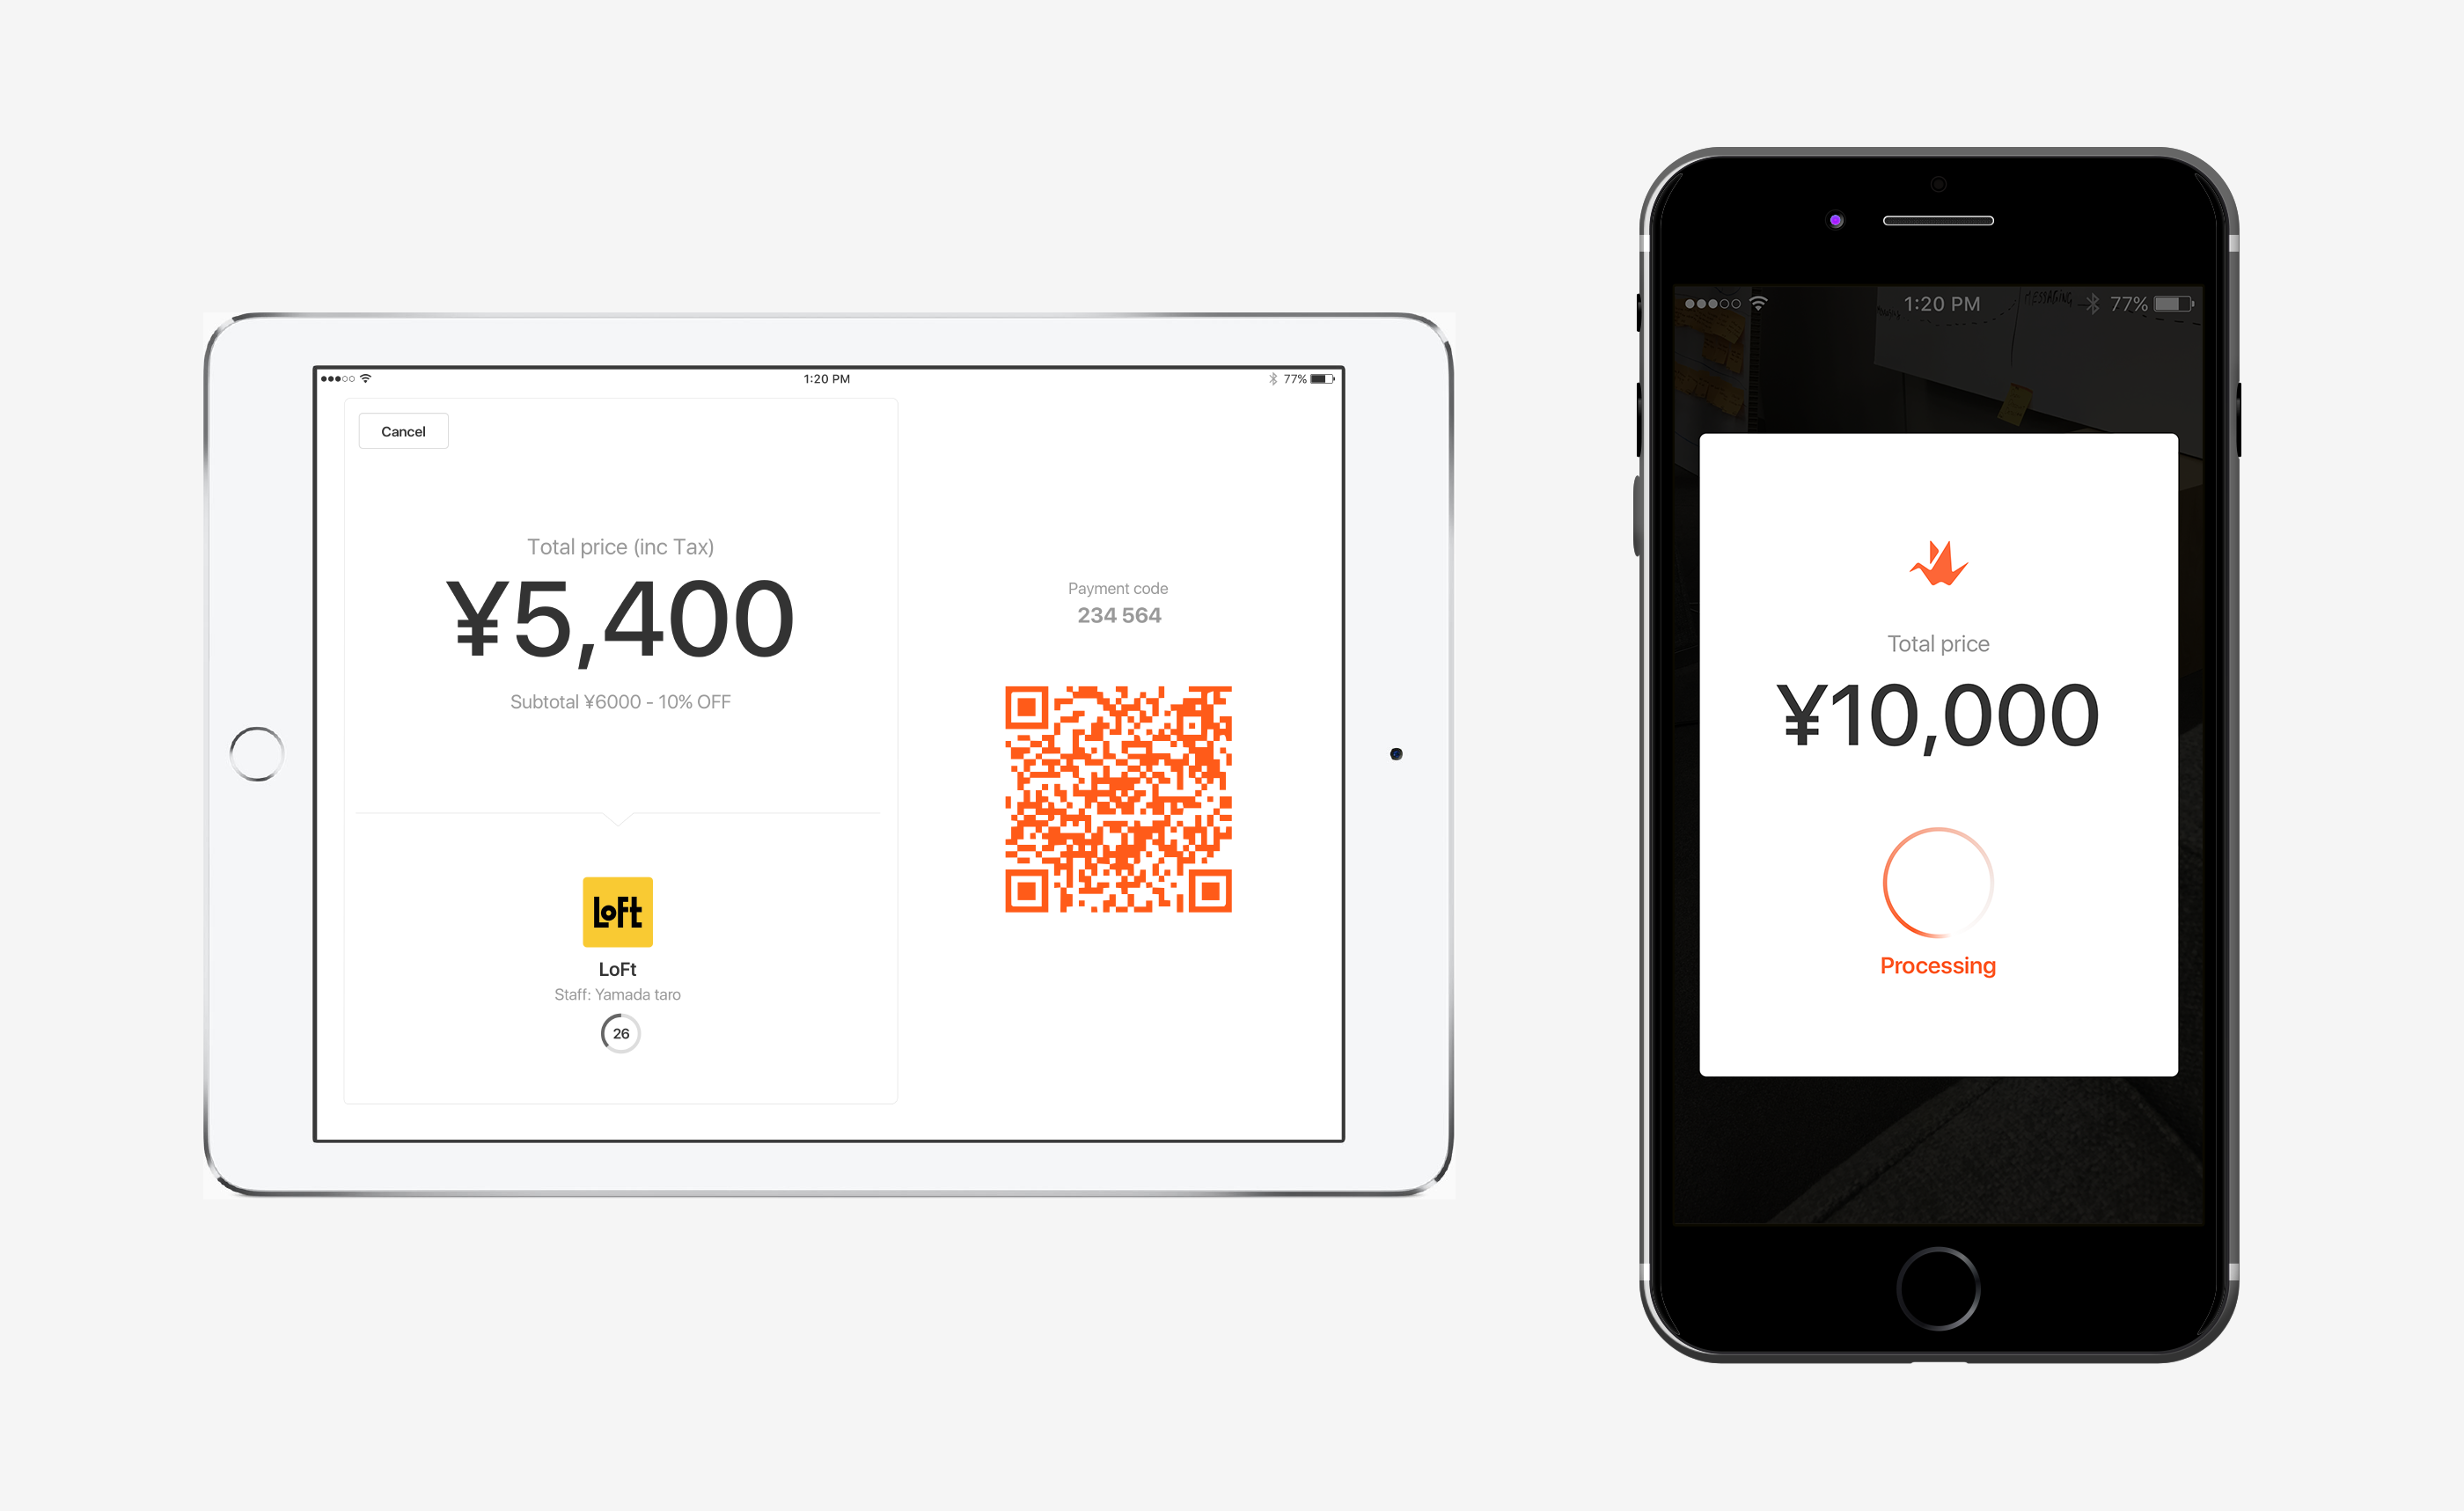 1:20 PM
77%
Cancel
Total price (inc Tax)
¥5,400
Subtotal ¥6000 - 10% OFF
LoFt
LoFt
Staff: Yamada taro
26
Payment code
234 564
1:20 PM
77%
MESSAGING
Total price
¥10,000
Processing